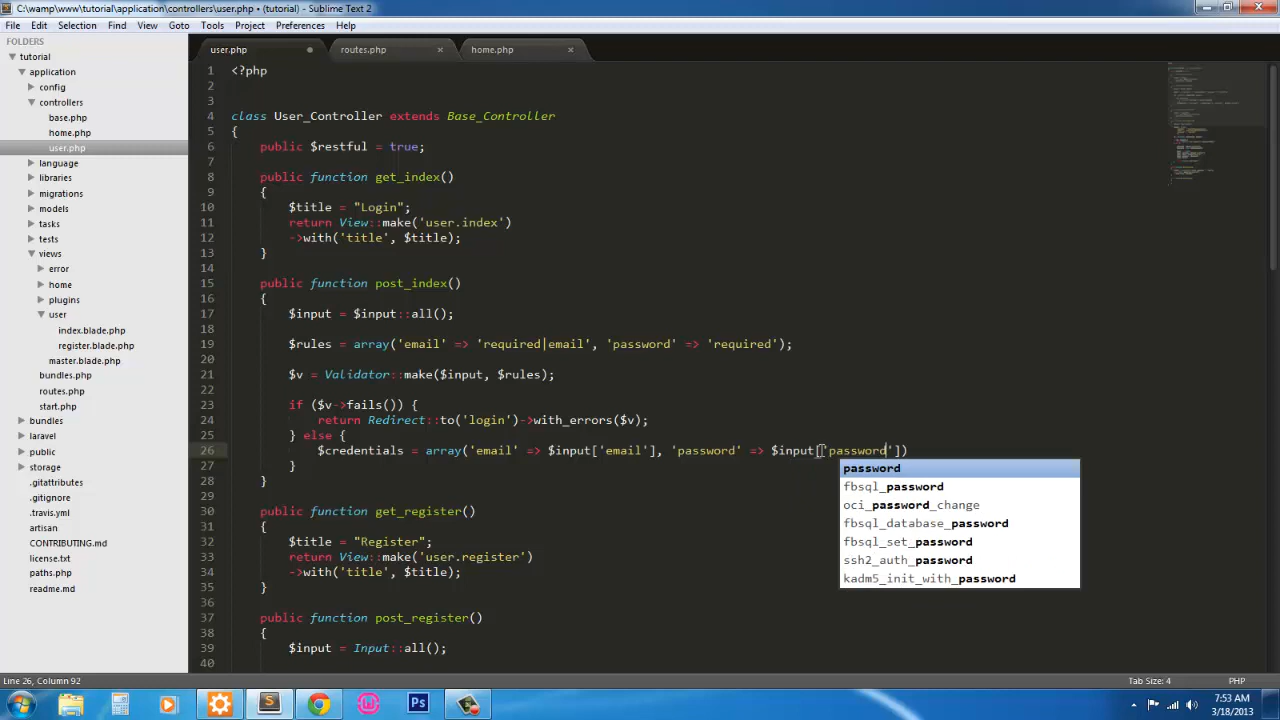 C:\wamp\www\tutorial\application\controllers\user.php • (tutorial) - Sublime Text 2
File Edit Selection Find View Goto Tools Project Preferences Help
FOLDERS
tutorial
application
config
controllers
base.php
home.php
user.php
language
libraries
migrations
models
tasks
tests
views
error
home
plugins
user
index.blade.php
register.blade.php
master.blade.php
bundles.php
routes.php
start.php
bundles
laravel
public
storage
.gitattributes
.gitignore
.travis.yml
artisan
CONTRIBUTING.md
license.txt
paths.php
readme.md
user.php routes.php home.php
1 <?php
2
3
4 class User_Controller extends Base_Controller
5 {
6 public $restful = true;
7
8 public function get_index()
9 {
10 $title = "Login";
11 return View::make('user.index')
12 ->with('title', $title);
13 }
14
15 public function post_index()
16 {
17 $input = $input::all();
18
19 $rules = array('email' => 'required|email', 'password' => 'required');
20
21 $v = Validator::make($input, $rules);
22
23 if ($v->fails()) {
24 return Redirect::to('login')->with_errors($v);
25 } else {
26 $credentials = array('email' => $input['email'], 'password' => $input['password'])
27 }
28 }
29
30 public function get_register()
31 {
32 $title = "Register";
33 return View::make('user.register')
34 ->with('title', $title);
35 }
36
37 public function post_register()
38 {
39 $input = Input::all();
40
password
fbsql_password
oci_password_change
fbsql_database_password
fbsql_set_password
ssh2_auth_password
kadm5_init_with_password
Line 26, Column 92 Tab Size: 4 PHP
7:53 AM
3/18/2013